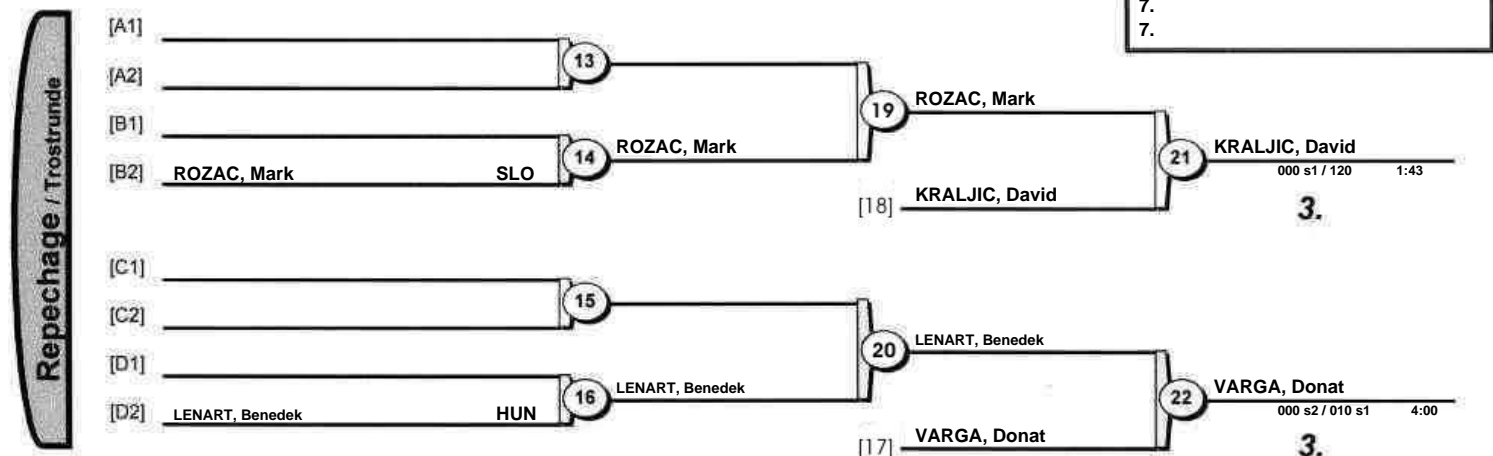 7.
7.
Repechage / Trostrunde
[A1]
[A2]
13
[B1]
[B2] ROZAC, Mark SLO
14 ROZAC, Mark
19 ROZAC, Mark
[18] KRALJIC, David
21 KRALJIC, David
000 s1 / 120 1:43
3.
[C1]
[C2]
15
[D1]
[D2] LENART, Benedek HUN
16 LENART, Benedek
20 LENART, Benedek
[17] VARGA, Donat
22 VARGA, Donat
000 s2 / 010 s1 4:00
3.